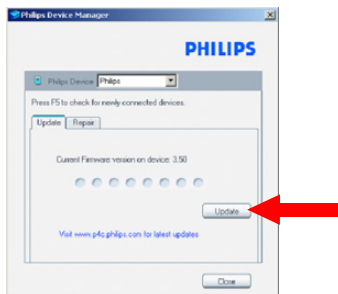 Philips Device Manager
PHILIPS
Philips Device Philips
Press F5 to check for newly connected devices.
Update Repair
Current Firmware version on device: 3.50
Update
Visit www.p4c.philips.com for latest updates
Close